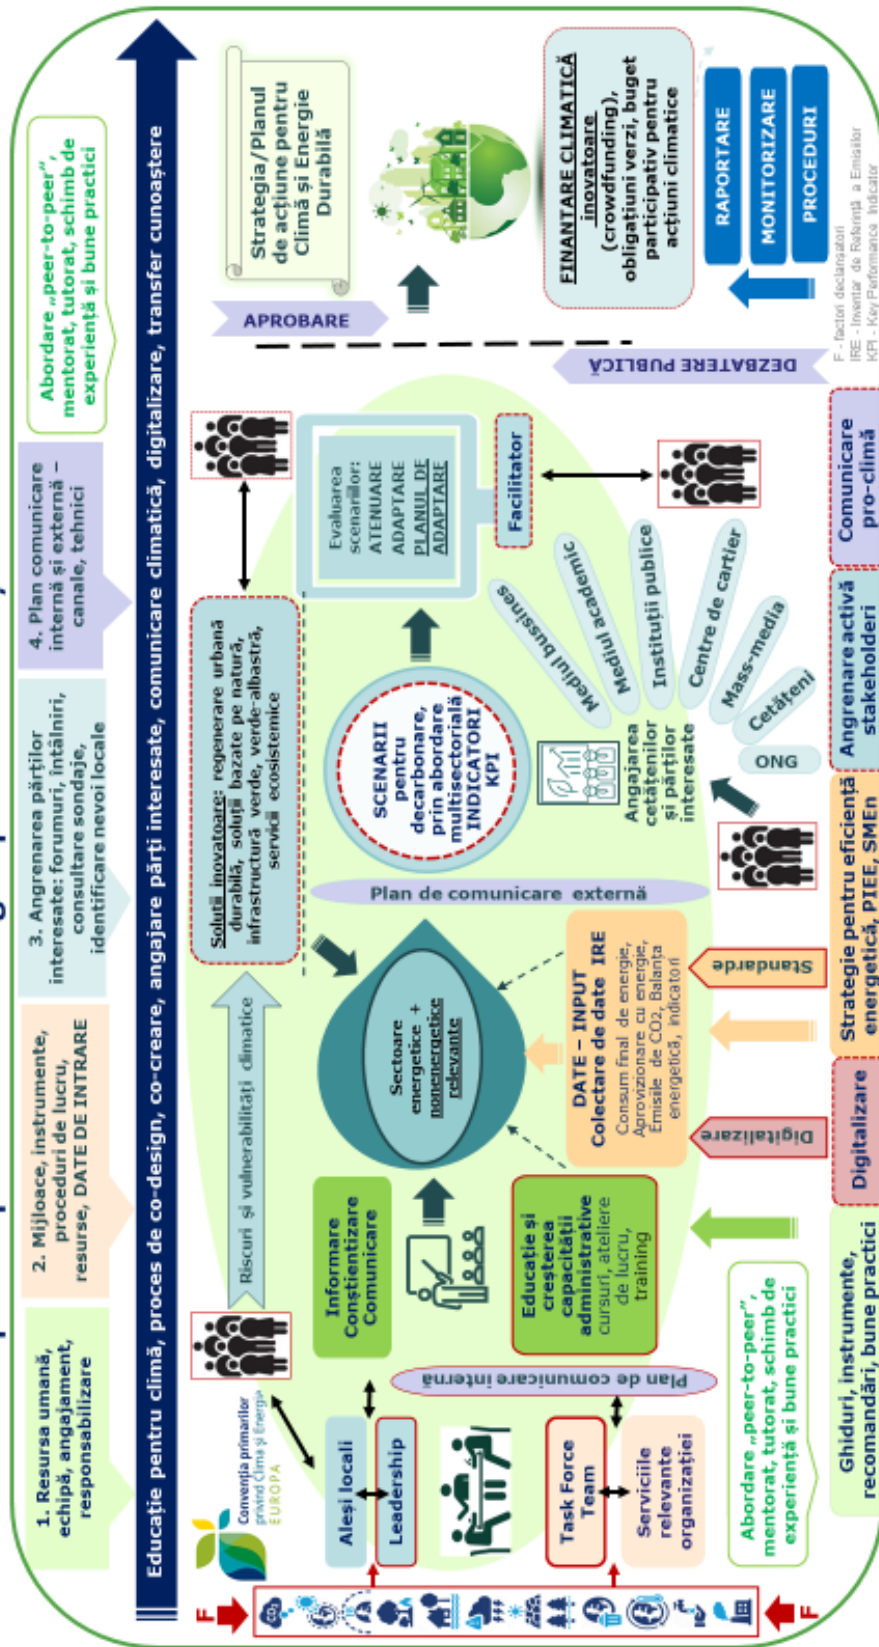 1. Resursa umană,
echipă, angajament,
responsabilizare
2. Mijloace, instrumente,
proceduri de lucru,
resurse, DATE DE INTRARE
3. Angrenarea părților
interesate: forumuri, întâlniri,
consultare sondaje,
identificare nevoi locale
4. Plan comunicare
internă și externă –
canale, tehnici
Abordare „peer-to-peer”,
mentorat, tutorat, schimb de
experiență și bune practici
Educație pentru climă, proces de co-design, co-creare, angajare părți interesate, comunicare climatică, digitalizare, transfer cunoaștere
F
Convenția primarilor
privind Clima și Energia
EUROPA
Aleși locali
Leadership
Task Force
Team
Serviciile
relevante
organizației
F
Riscuri și vulnerabilități climatice
Informare
Conștientizare
Comunicare
Plan de comunicare internă
Educație și
creșterea
capacității
administrative
cursuri, ateliere
de lucru,
training
Abordare „peer-to-peer”,
mentorat, tutorat, schimb de
experiență și bune practici
Soluții inovatoare: regenerare urbană
durabilă, soluții bazate pe natură,
infrastructură verde, verde-albastră,
servicii ecosistemice
Sectoare
energetice +
nonenergetice
relevante
DATE – INPUT
Colectare de date IRE
Consum final de energie,
Aprovizionare cu energie,
Emisiile de CO2, Balanța
energetică, indicatori
Digitalizare
Standarde
Plan de comunicare externă
SCENARII
pentru
decarbonare,
prin abordare
multisectorială
INDICATORI
KPI
Evaluarea
scenariilor:
ATENUARE
ADAPTARE
PLANUL DE
ADAPTARE
Facilitator
Angajarea
cetățenilor
și părților
interesate
Mediul bussines
Mediul academic
Instituții publice
Centre de cartier
Mass-media
Cetățeni
ONG
APROBARE
DEZBATERE PUBLICĂ
Strategia/Planul
de acțiune pentru
Climă și Energie
Durabilă
FINANTARE CLIMATICĂ
inovatoare
(crowdfunding),
obligațiuni verzi, buget
participativ pentru
acțiuni climatice
RAPORTARE
MONITORIZARE
PROCEDURI
F - factori declansatori
IRE - Inventar de Referință a Emisiilor
KPI - Key Performance Indicator
Ghiduri, instrumente,
recomandări, bune practici
Digitalizare
Strategie pentru eficiență
energetică, PIEE, SMEn
Angrenare activă
stakeholderi
Comunicare
pro-climă